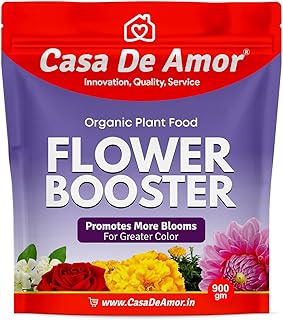 Casa De Amor®
Innovation, Quality, Service
Organic Plant Food
FLOWER
BOOSTER
Promotes More Blooms
For Greater Color
www.CasaDeAmor.in
900
gm